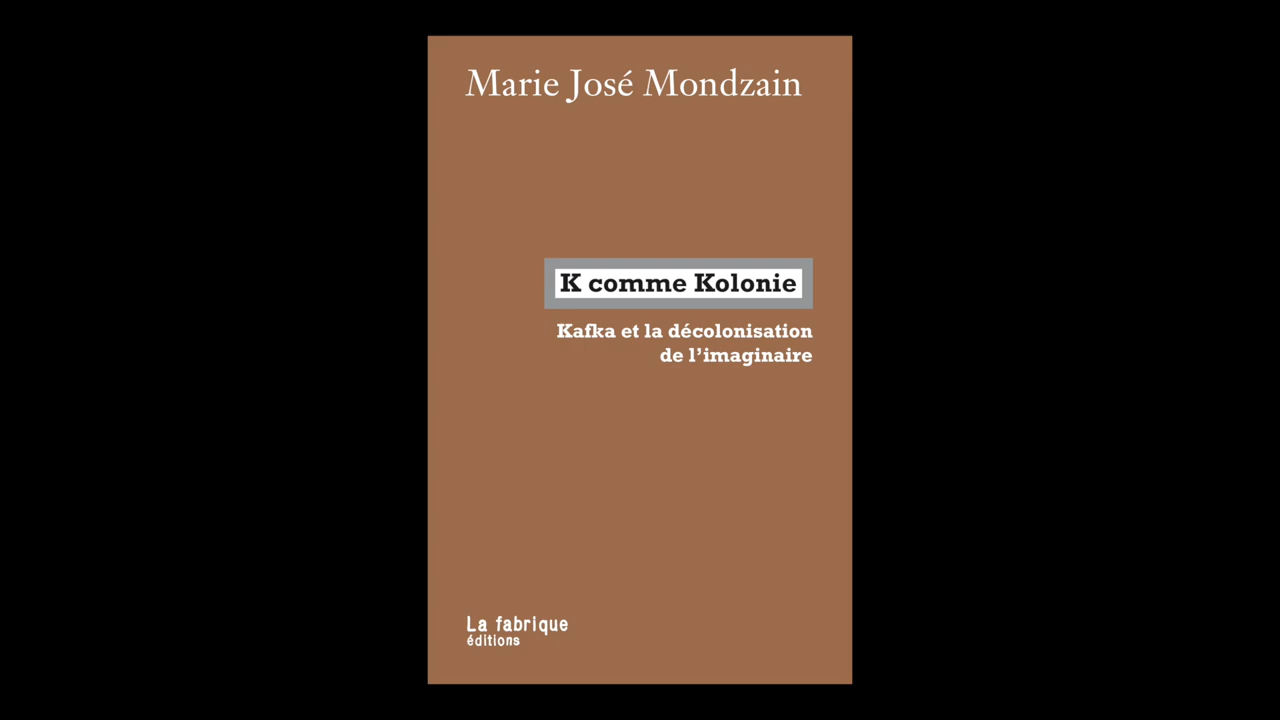 Marie José Mondzain
K comme Kolonie
Kafka et la décolonisation
de l’imaginaire
La fabrique
éditions